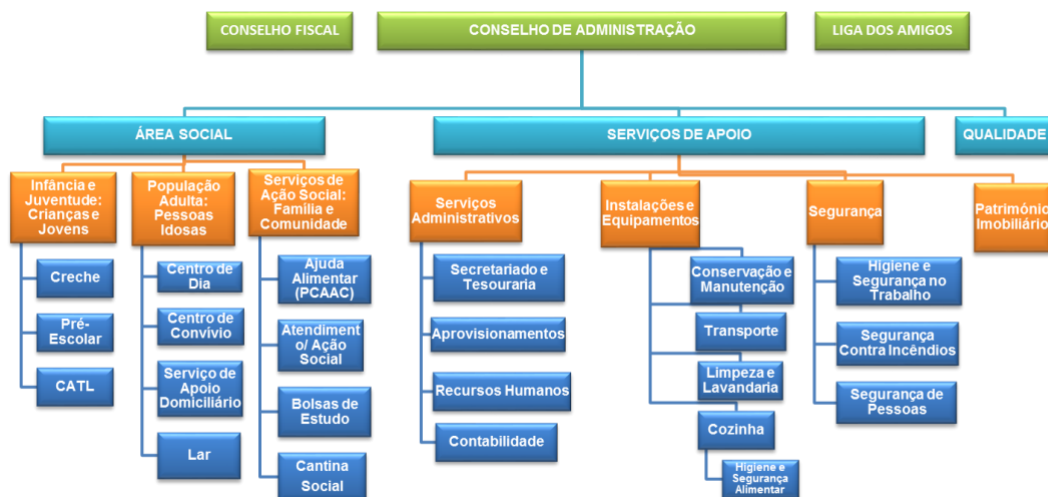 CONSELHO FISCAL
CONSELHO DE ADMINISTRAÇÃO
LIGA DOS AMIGOS
ÁREA SOCIAL
SERVIÇOS DE APOIO
QUALIDADE
Infância e
Juventude:
Crianças e
Jovens
População
Adulta:
Pessoas
Idosas
Serviços de
Ação Social:
Família e
Comunidade
Serviços
Administrativos
Instalações e
Equipamentos
Segurança
Património
Imobiliário
Creche
Pré-
Escolar
CATL
Centro de
Dia
Centro de
Convívio
Serviço de
Apoio
Domiciliário
Lar
Ajuda
Alimentar
(PCAAC)
Atendiment
o/ Ação
Social
Bolsas de
Estudo
Cantina
Social
Secretariado e
Tesouraria
Aprovisionamentos
Recursos Humanos
Contabilidade
Conservação e
Manutenção
Transporte
Limpeza e
Lavandaria
Cozinha
Higiene e
Segurança
Alimentar
Higiene e
Segurança no
Trabalho
Segurança
Contra Incêndios
Segurança de
Pessoas